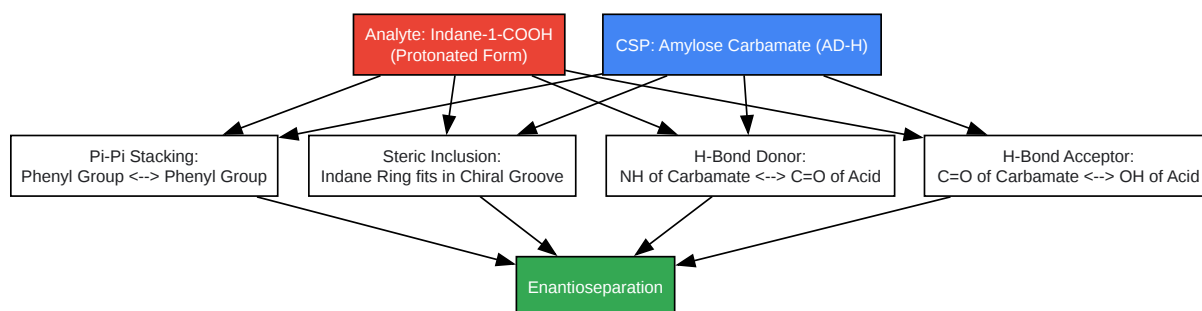 Analyte: Indane-1-COOH
(Protonated Form)
CSP: Amylose Carbamate (AD-H)
Pi-Pi Stacking:
Phenyl Group <--> Phenyl Group
Steric Inclusion:
Indane Ring fits in Chiral Groove
H-Bond Donor:
NH of Carbamate <--> C=O of Acid
H-Bond Acceptor:
C=O of Carbamate <--> OH of Acid
Enantioseparation